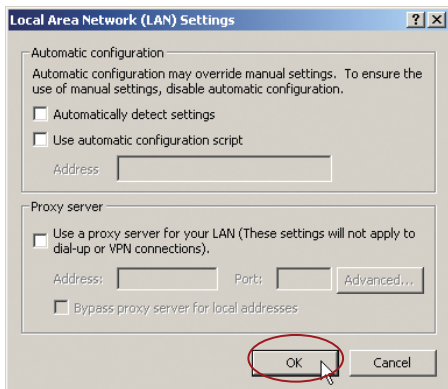 Local Area Network (LAN) Settings
Automatic configuration
Automatic configuration may override manual settings. To ensure the
use of manual settings, disable automatic configuration.
Automatically detect settings
Use automatic configuration script
Address
Proxy server
Use a proxy server for your LAN (These settings will not apply to
dial-up or VPN connections).
Address:
Port:
Advanced...
Bypass proxy server for local addresses
OK
Cancel